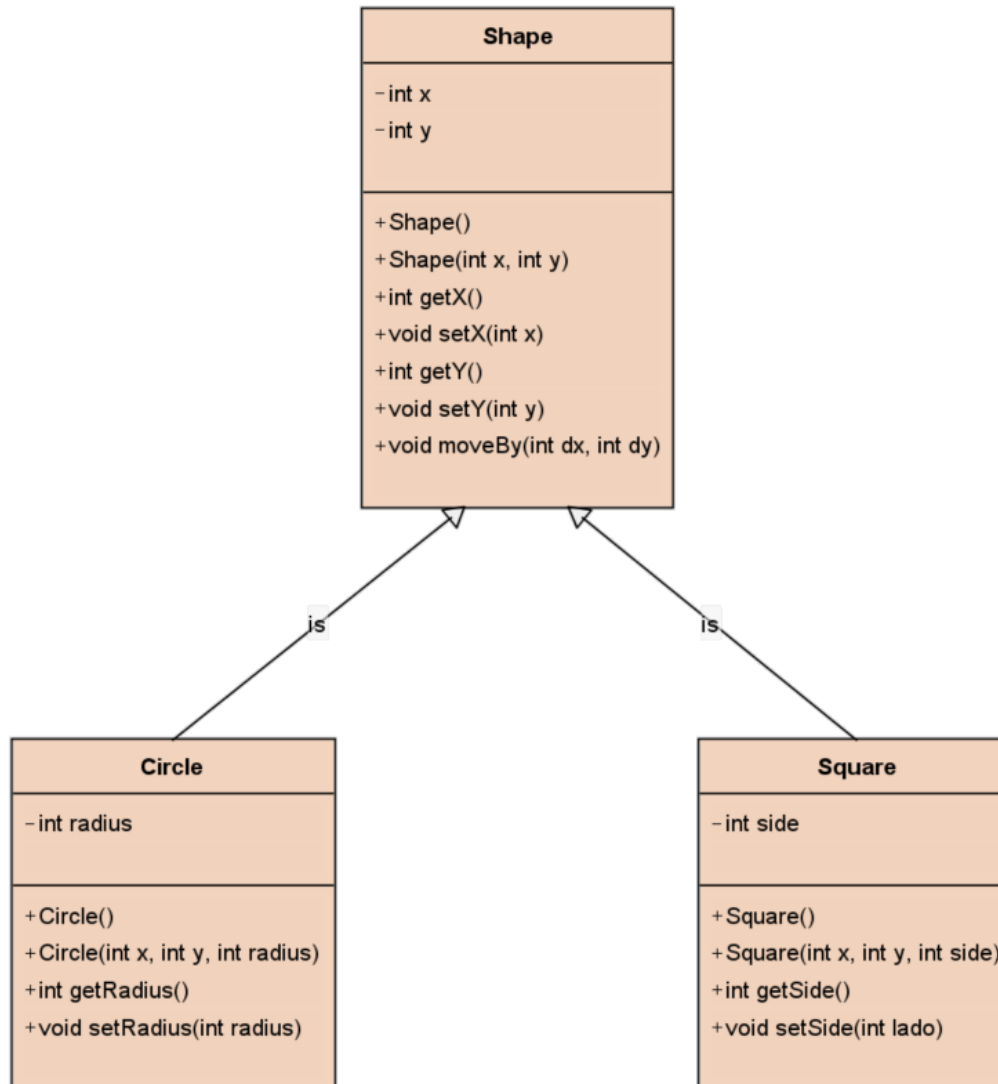 Shape
-int x
-int y
+Shape()
+Shape(int x, int y)
+int getX()
+void setX(int x)
+int getY()
+void setY(int y)
+void moveBy(int dx, int dy)
is
is
Circle
-int radius
+Circle()
+Circle(int x, int y, int radius)
+int getRadius()
+void setRadius(int radius)
Square
-int side
+Square()
+Square(int x, int y, int side)
+int getSide()
+void setSide(int lado)